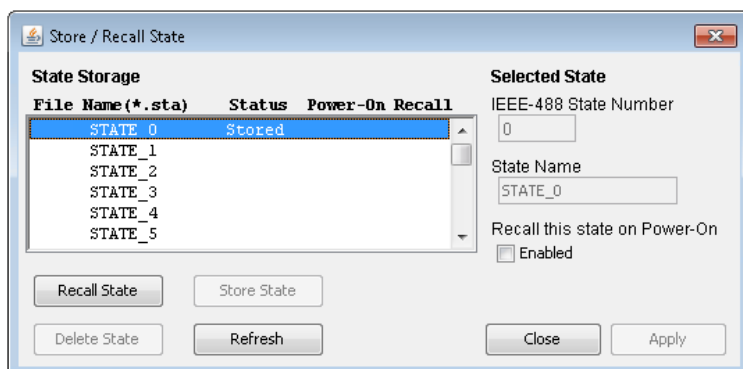 Store / Recall State
State Storage
File Name(*.sta) Status Power-On Recall
STATE_0 Stored
STATE_1
STATE_2
STATE_3
STATE_4
STATE_5
Recall State Store State
Delete State Refresh
Selected State
IEEE-488 State Number
0
State Name
STATE_0
Recall this state on Power-On
Enabled
Close Apply